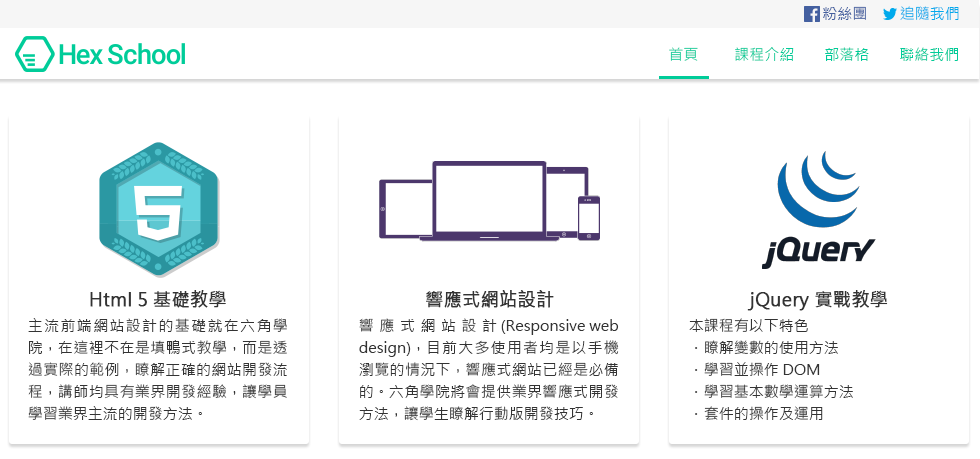 粉絲團 追隨我們
Hex School 首頁 課程介紹 部落格 聯絡我們
5
jQuery
Html 5 基礎教學
主流前端網站設計的基礎就在六角學
院，在這裡不在是填鴨式教學，而是透
過實際的範例，瞭解正確的網站開發流
程，講師均具有業界開發經驗，讓學員
學習業界主流的開發方法。
響應式網站設計
響應式網站設計(Responsive web
design)，目前大多使用者均是以手機
瀏覽的情況下，響應式網站已經是必備
的。六角學院將會提供業界響應式開發
方法，讓學生瞭解行動版開發技巧。
jQuery 實戰教學
本課程有以下特色
．瞭解變數的使用方法
．學習並操作 DOM
．學習基本數學運算方法
．套件的操作及運用